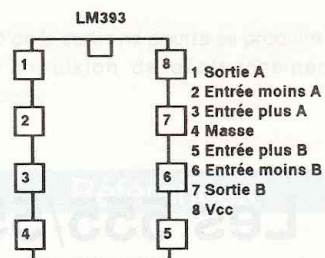 LM393
1
8
2
7
3
6
4
5
1 Sortie A
2 Entrée moins A
3 Entrée plus A
4 Masse
5 Entrée plus B
6 Entrée moins B
7 Sortie B
8 Vcc